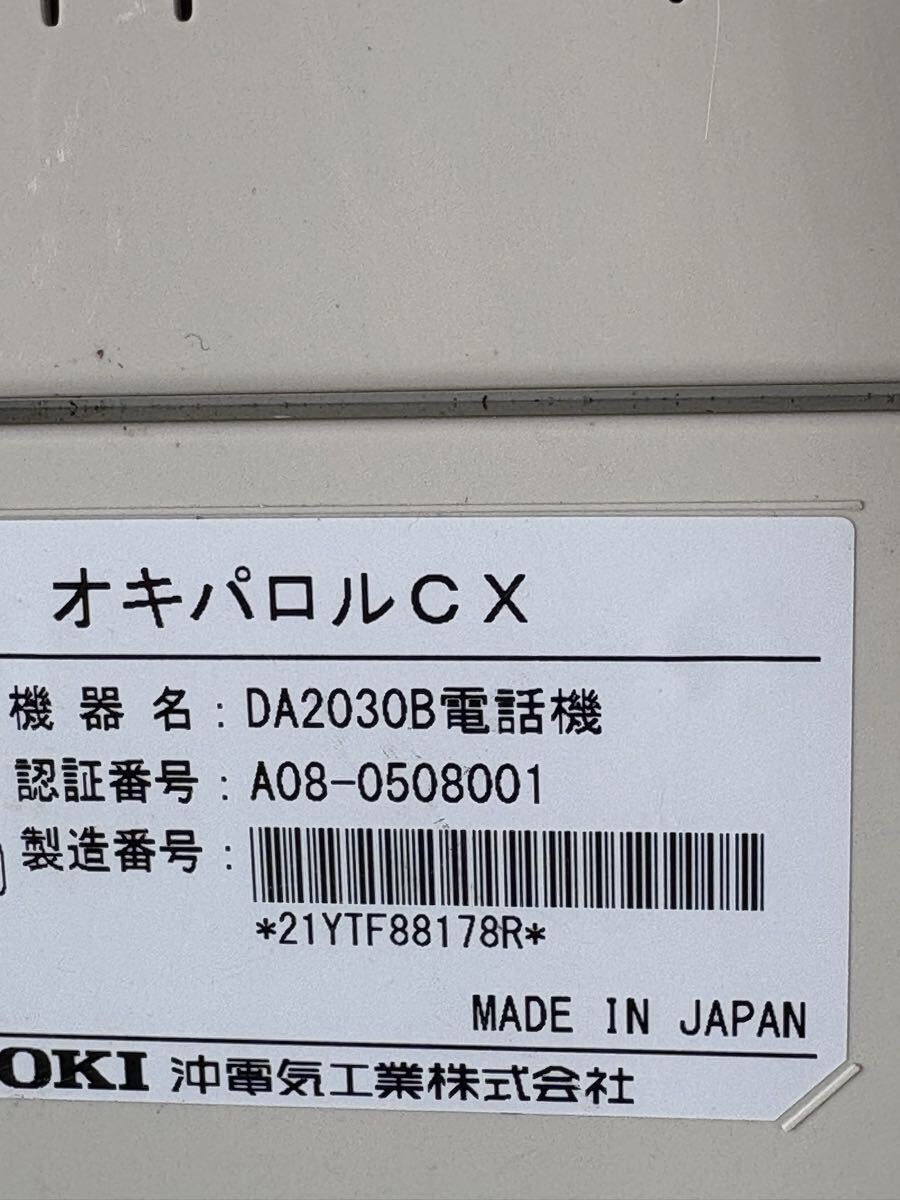 オキパロルCX
機器名:DA2030B電話機
認証番号:A08-0508001
製造番号:
*21YTF88178R*
MADE IN JAPAN
OKI 沖電気工業株式会社